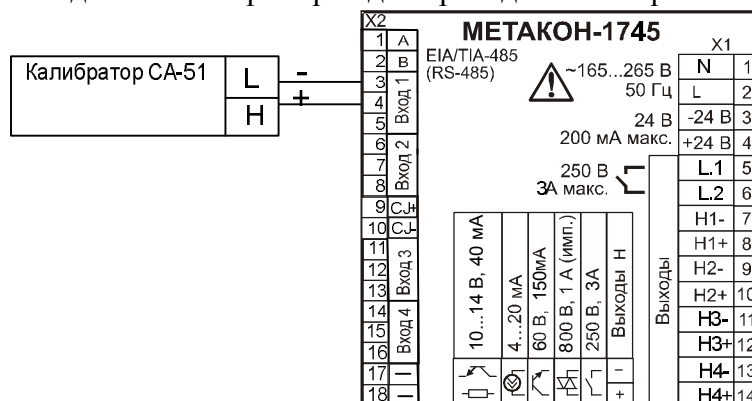 X2
МЕТАКОН-1745
1 A
EIA/TIA-485
X1
2 B
(RS-485)
~165...265 В
N 1
Калибратор СА-51
L
-
3
50 Гц
L 2
H
+
4
Вход 1
24 В
-24 В 3
5
200 мА макс.
+24 В 4
6
250 В
L.1 5
7
Вход 2
3А макс.
L.2 6
8
H1- 7
9 CJ+
H1+ 8
10 CJ-
H2- 9
11
H2+ 10
12
Вход 3
H3- 11
13
H3+ 12
14
H4- 13
15
Вход 4
H4+ 14
16
17 —
18 —
10...14 В, 40 мА
4...20 мА
60 В, 150мА
800 В, 1 А (имп.)
250 В, 3А
Выходы Н
- +
Выходы